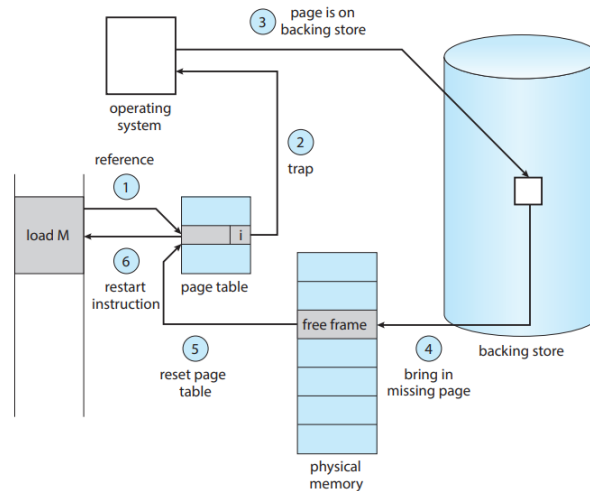 3
page is on
backing store
operating
system
2
trap
reference
1
load M
i
6
restart
instruction
page table
free frame
5
reset page
table
4
bring in
missing page
backing store
physical
memory